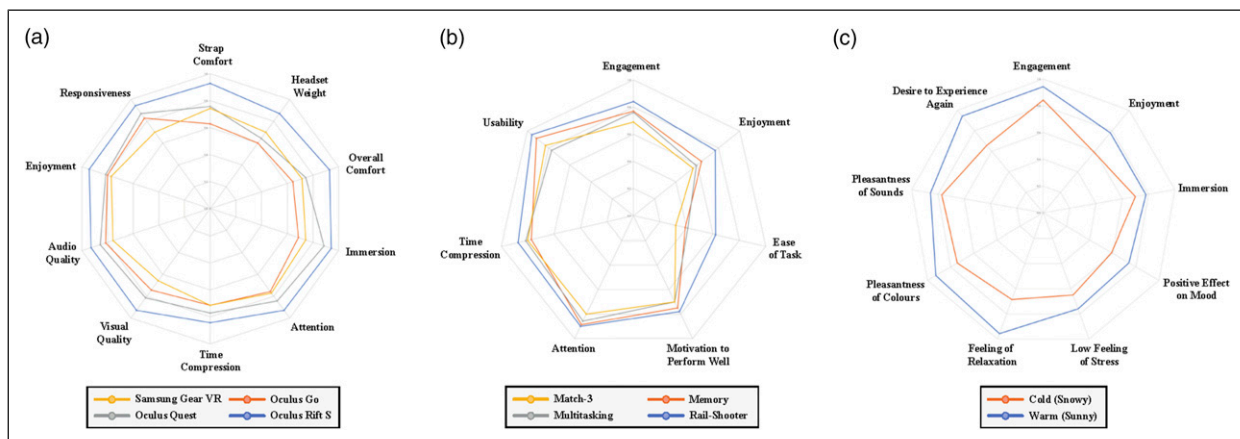 (a)
Strap
Comfort
Headset
Weight
Overall
Comfort
Immersion
Attention
Time
Compression
Visual
Quality
Audio
Quality
Enjoyment
Responsiveness
Samsung Gear VR
Oculus Go
Oculus Quest
Oculus Rift S
(b)
Engagement
Enjoyment
Ease
of Task
Motivation to
Perform Well
Attention
Time
Compression
Usability
Match-3
Memory
Multitasking
Rail-Shooter
(c)
Engagement
Enjoyment
Immersion
Positive Effect
on Mood
Low Feeling
of Stress
Feeling of
Relaxation
Pleasantness
of Colours
Pleasantness
of Sounds
Desire to Experience
Again
Cold (Snowy)
Warm (Sunny)